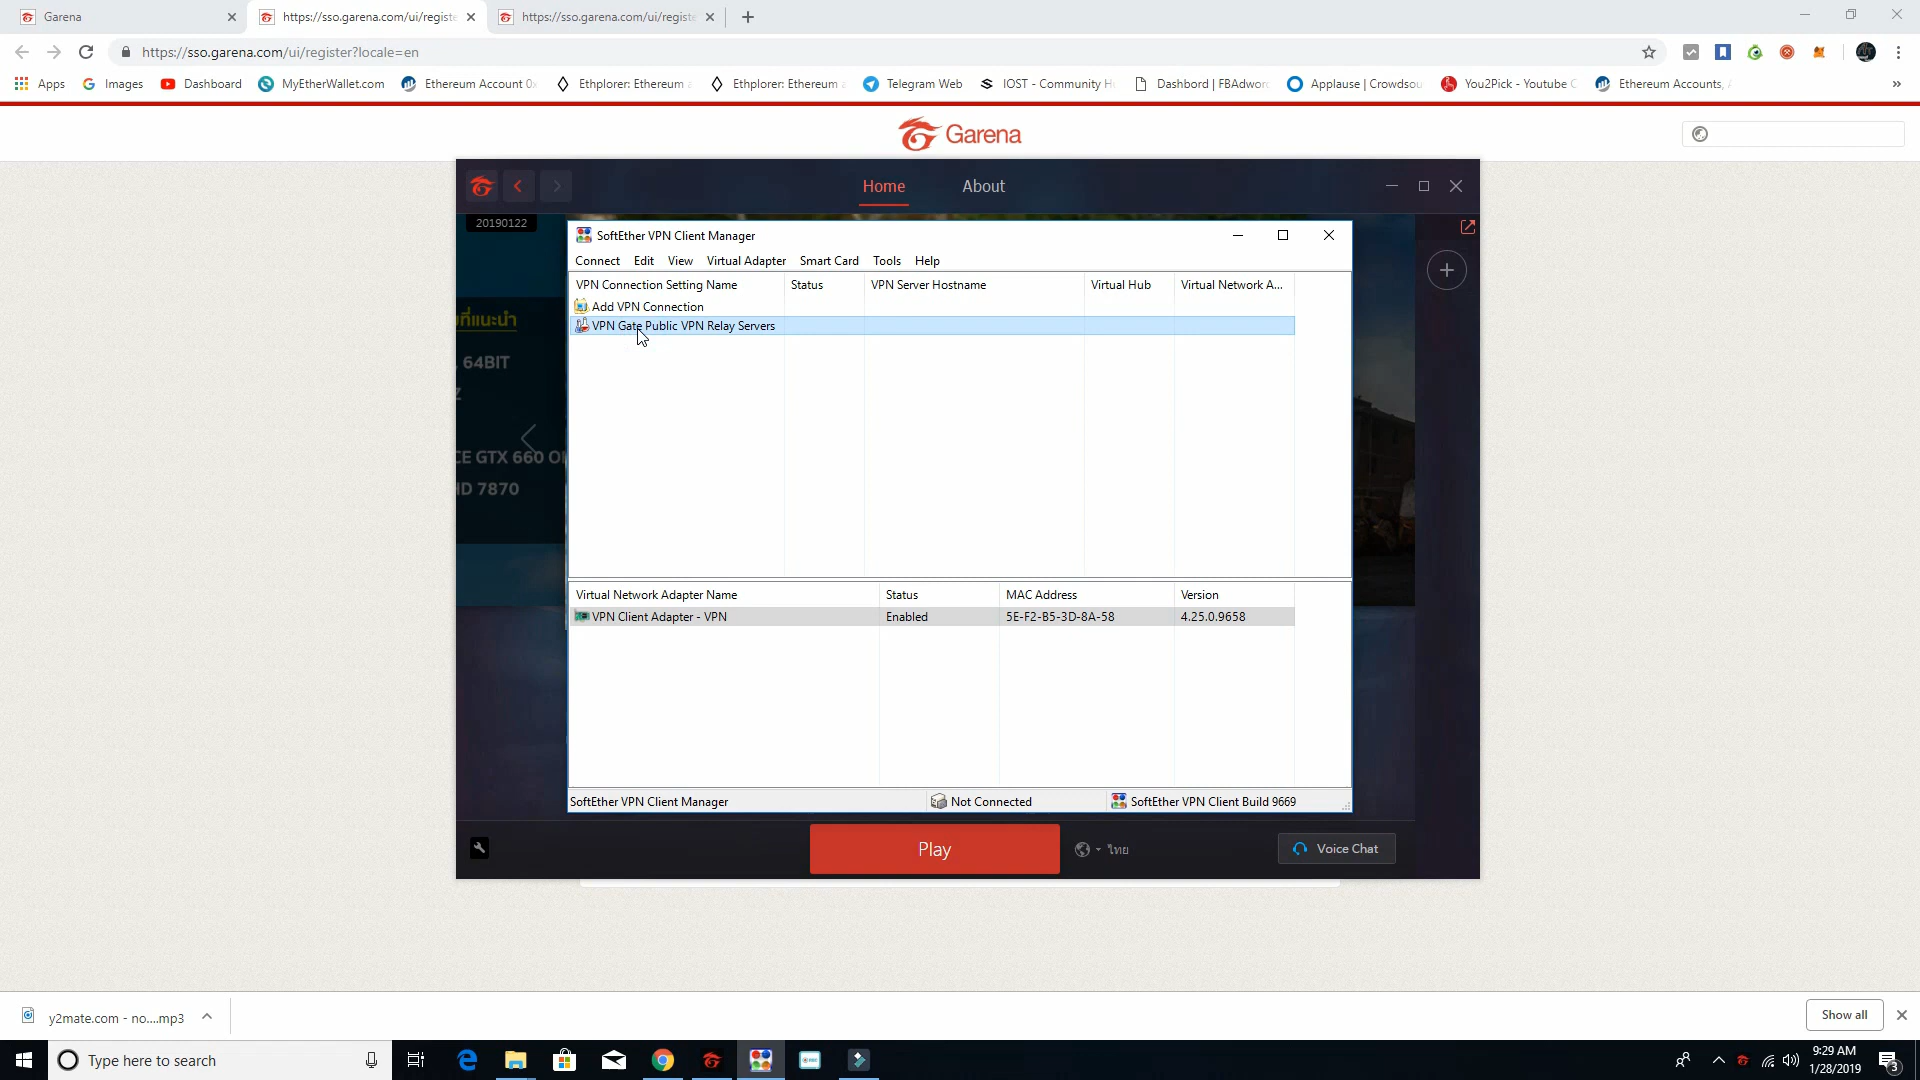 Garena
https://sso.garena.com/ui/registe
https://sso.garena.com/ui/registe
https://sso.garena.com/ui/register?locale=en
Apps
Images
Dashboard
MyEtherWallet.com
Ethereum Account 0x
Ethplorer: Ethereum a
Ethplorer: Ethereum a
Telegram Web
IOST - Community H
Dashbord | FBAdwor
Applause | Crowdsou
You2Pick - Youtube C
Ethereum Accounts, A
»
Garena
Home
About
20190122
SoftEther VPN Client Manager
Connect Edit View Virtual Adapter Smart Card Tools Help
VPN Connection Setting Name Status VPN Server Hostname Virtual Hub Virtual Network A...
Add VPN Connection
VPN Gate Public VPN Relay Servers
ที่แนะนำ
64BIT
Z
CE GTX 660 O
HD 7870
Virtual Network Adapter Name Status MAC Address Version
VPN Client Adapter - VPN Enabled 5E-F2-B5-3D-8A-58 4.25.0.9658
SoftEther VPN Client Manager Not Connected SoftEther VPN Client Build 9669
Play
ไทย
Voice Chat
y2mate.com - no....mp3
Show all
Type here to search
9:29 AM
1/28/2019
3